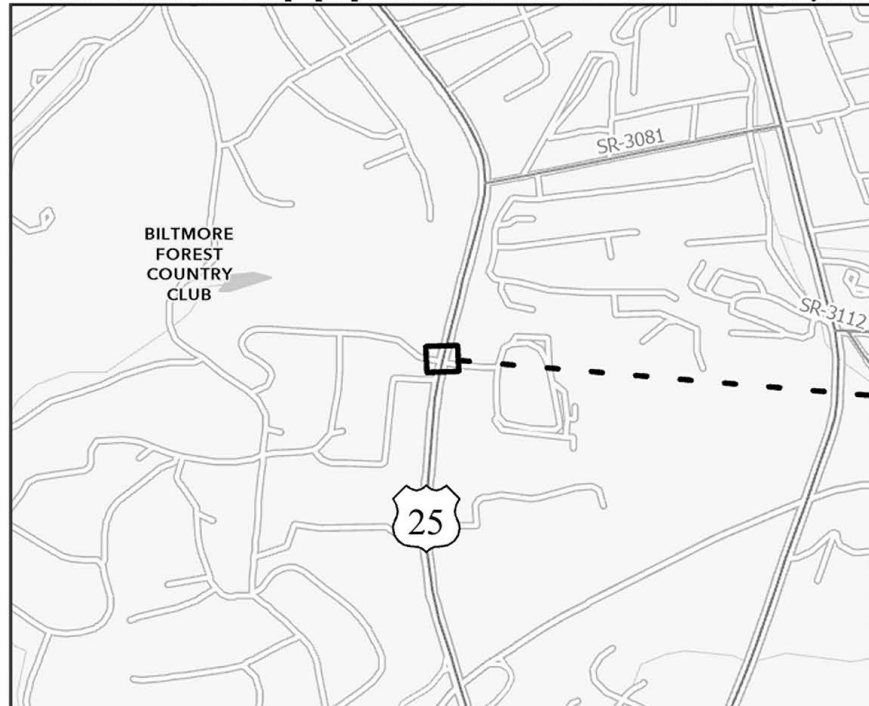 SR-3081
BILTMORE
FOREST
COUNTRY
CLUB
SR-3112
25